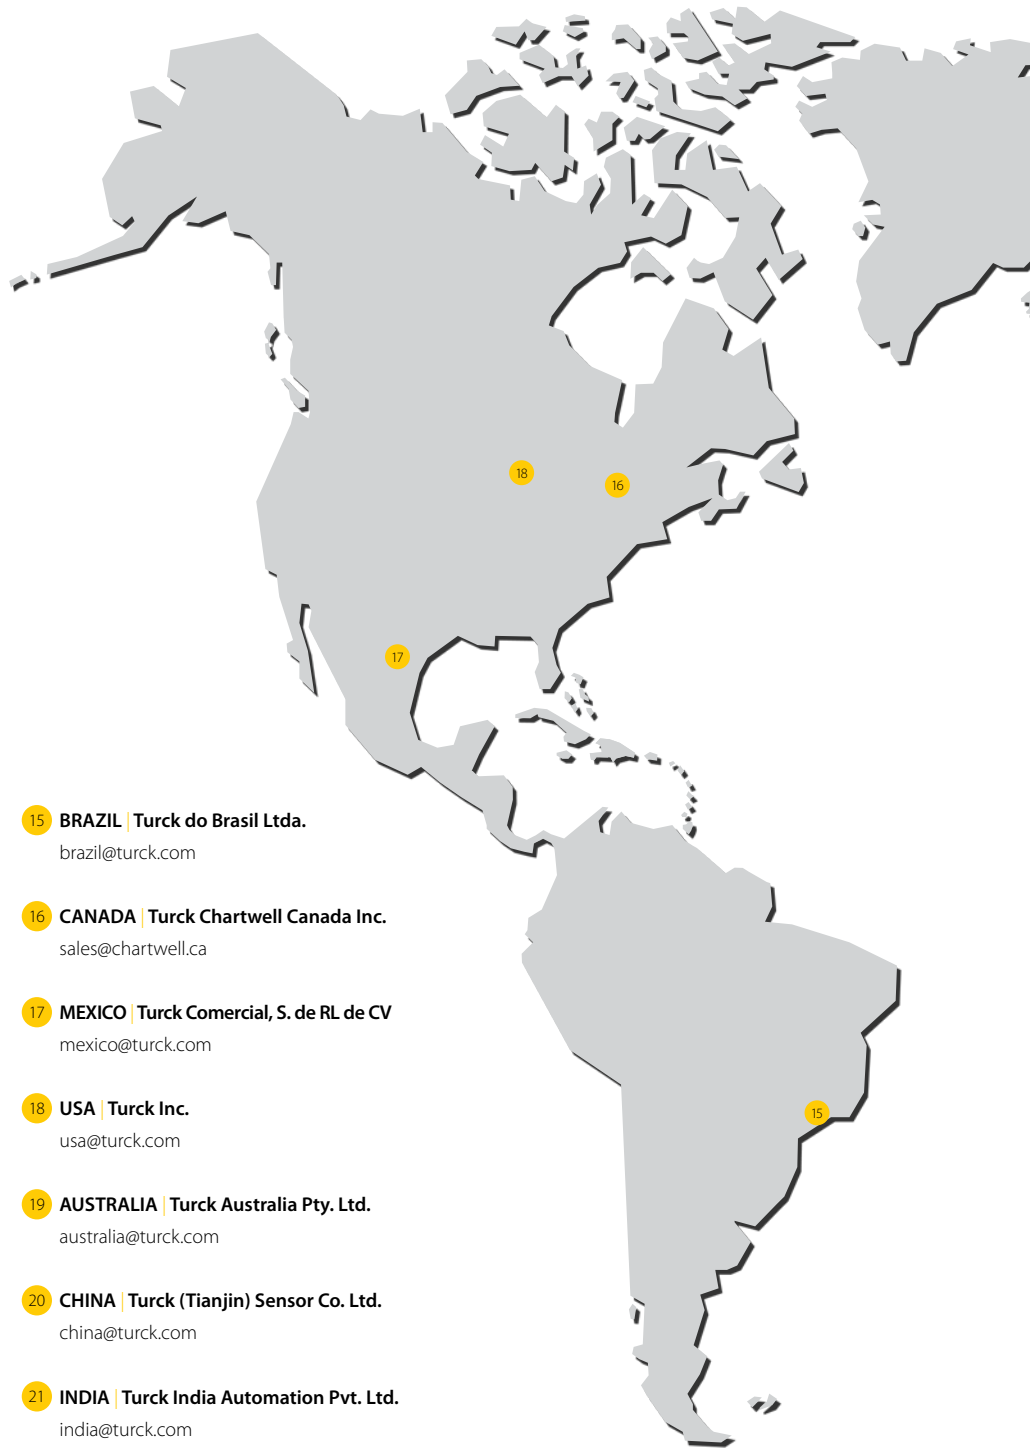 18
16
17
15 BRAZIL | Turck do Brasil Ltda.
brazil@turck.com
16 CANADA | Turck Chartwell Canada Inc.
sales@chartwell.ca
17 MEXICO | Turck Comercial, S. de RL de CV
mexico@turck.com
18 USA | Turck Inc.
usa@turck.com
15
19 AUSTRALIA | Turck Australia Pty. Ltd.
australia@turck.com
20 CHINA | Turck (Tianjin) Sensor Co. Ltd.
china@turck.com
21 INDIA | Turck India Automation Pvt. Ltd.
india@turck.com